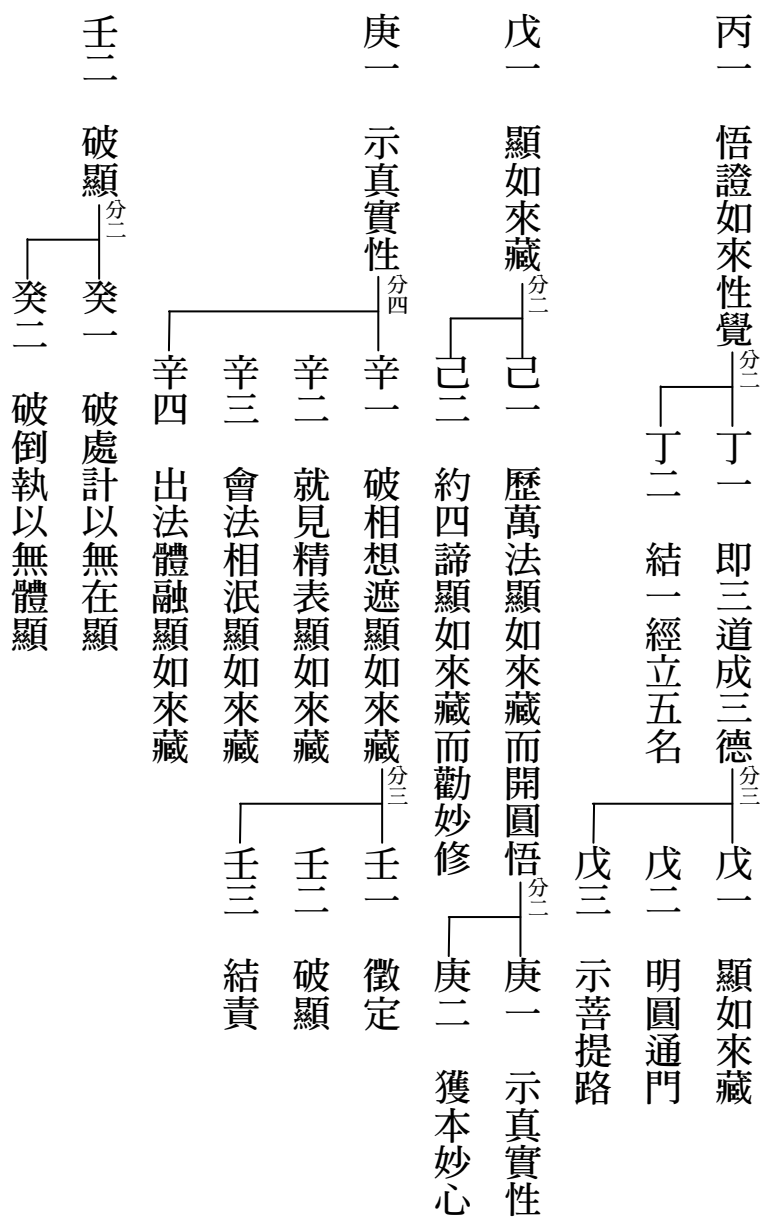 丙一 悟證如來性覺 分二
丁一 即三道成三德 分三
戊一 顯如來藏
戊二 明圓通門
戊三 示菩提路
丁二 結一經立五名
戊一 顯如來藏 分二
己一 歷萬法顯如來藏而開圓悟 分二
庚一 示真實性
庚二 獲本妙心
己二 約四諦顯如來藏而勸妙修
庚一 示真實性 分四
辛一 破相想遮顯如來藏 分三
壬一 徵定
壬二 破顯
壬三 結責
辛二 就見精表顯如來藏
辛三 會法相泯顯如來藏
辛四 出法體融顯如來藏
壬二 破顯 分二
癸一 破處計以無在顯
癸二 破倒執以無體顯